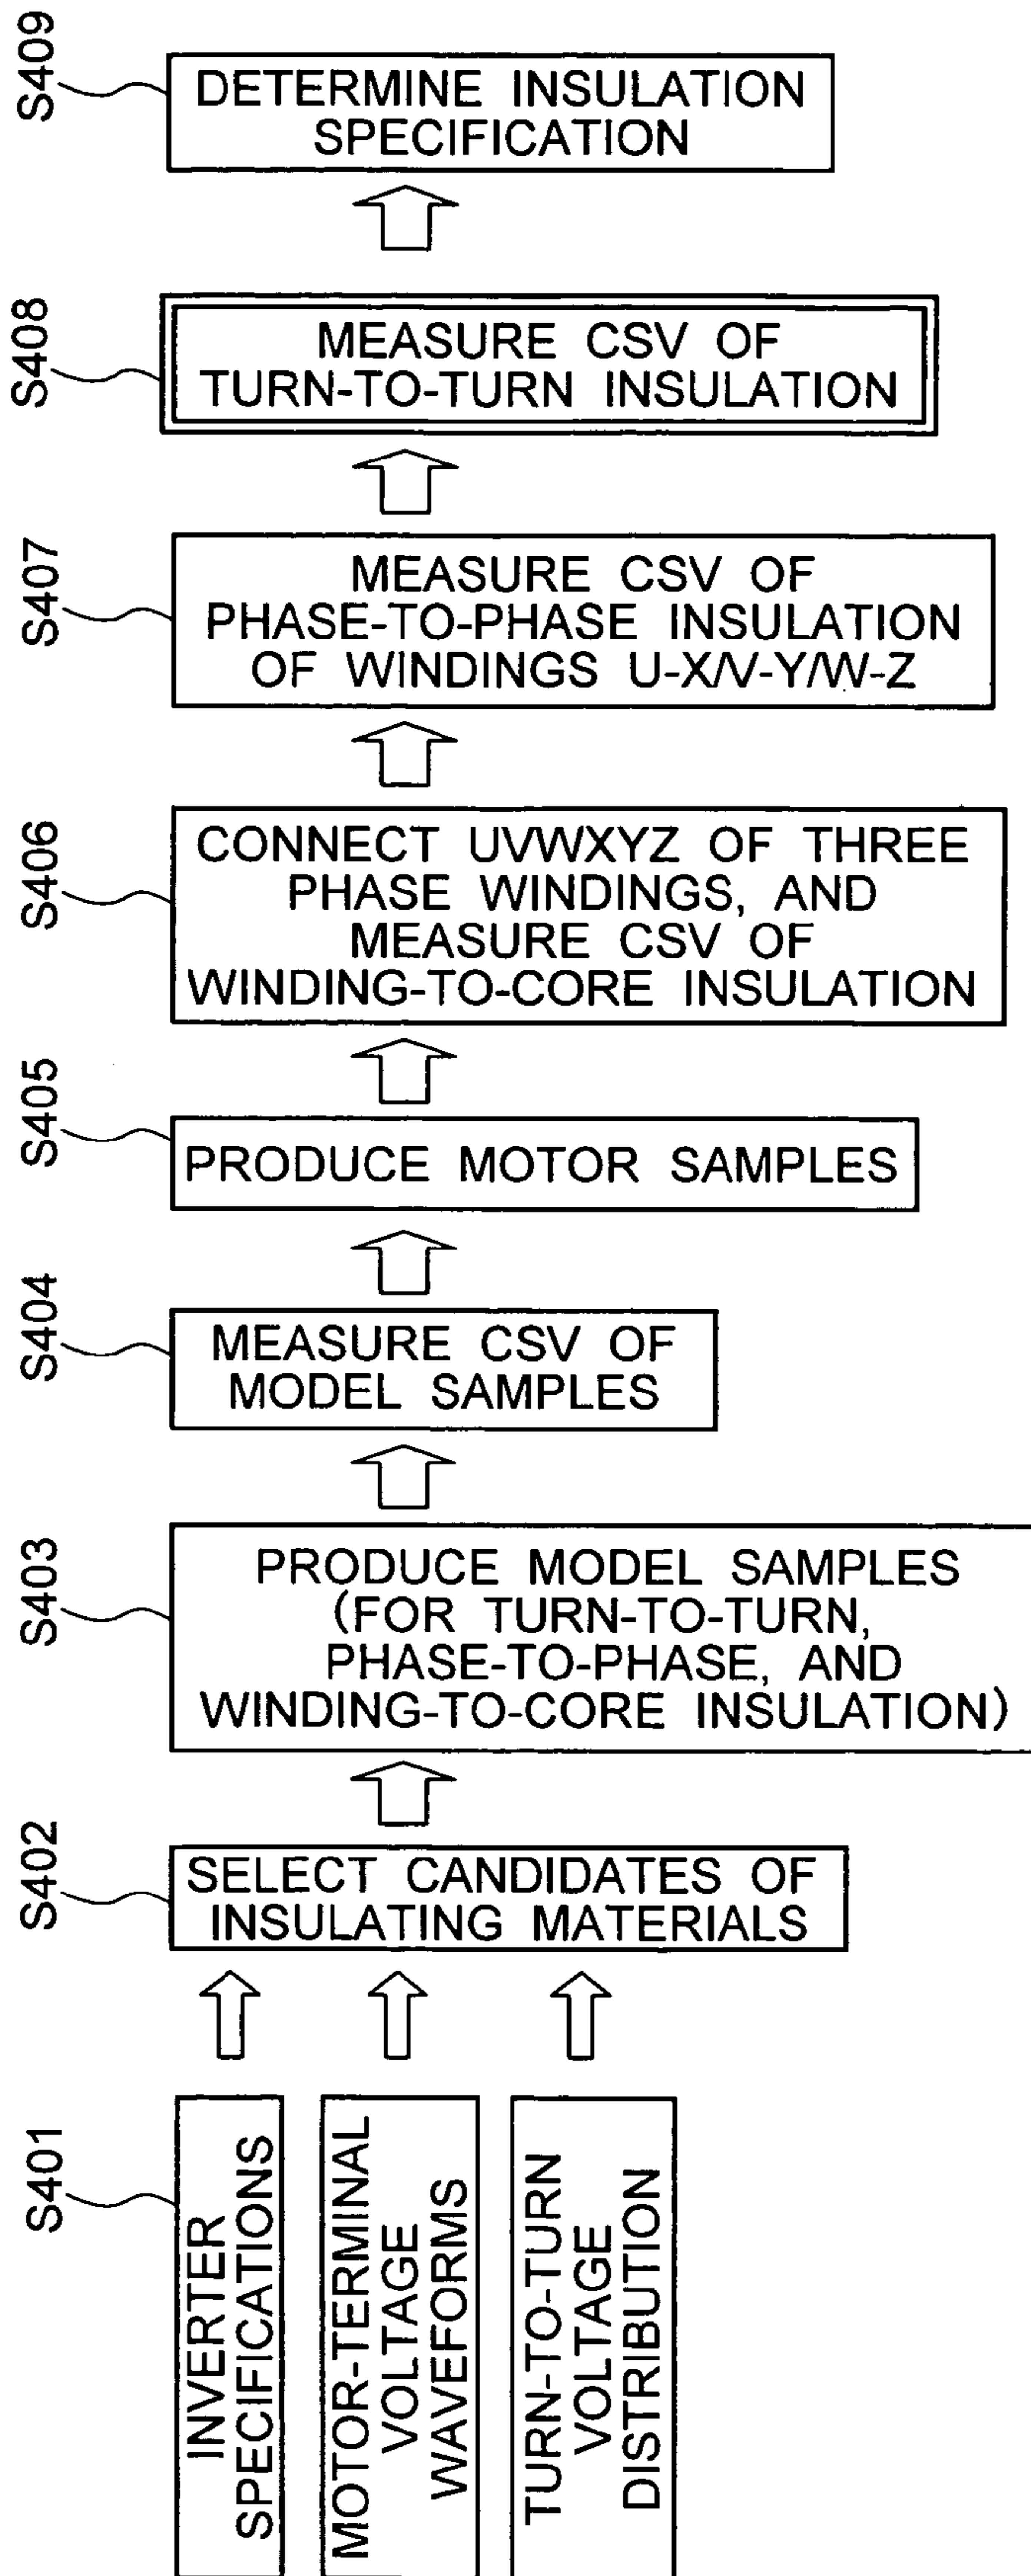 S401
INVERTER
SPECIFICATIONS
MOTOR-TERMINAL
VOLTAGE
WAVEFORMS
TURN-TO-TURN
VOLTAGE
DISTRIBUTION
S402
SELECT CANDIDATES OF
INSULATING MATERIALS
S403
PRODUCE MODEL SAMPLES
(FOR TURN-TO-TURN,
PHASE-TO-PHASE, AND
WINDING-TO-CORE INSULATION)
S404
MEASURE CSV OF
MODEL SAMPLES
S405
PRODUCE MOTOR SAMPLES
S406
CONNECT UVWXYZ OF THREE
PHASE WINDINGS, AND
MEASURE CSV OF
WINDING-TO-CORE INSULATION
S407
MEASURE CSV OF
PHASE-TO-PHASE INSULATION
OF WINDINGS U-X/V-Y/W-Z
S408
MEASURE CSV OF
TURN-TO-TURN INSULATION
S409
DETERMINE INSULATION
SPECIFICATION